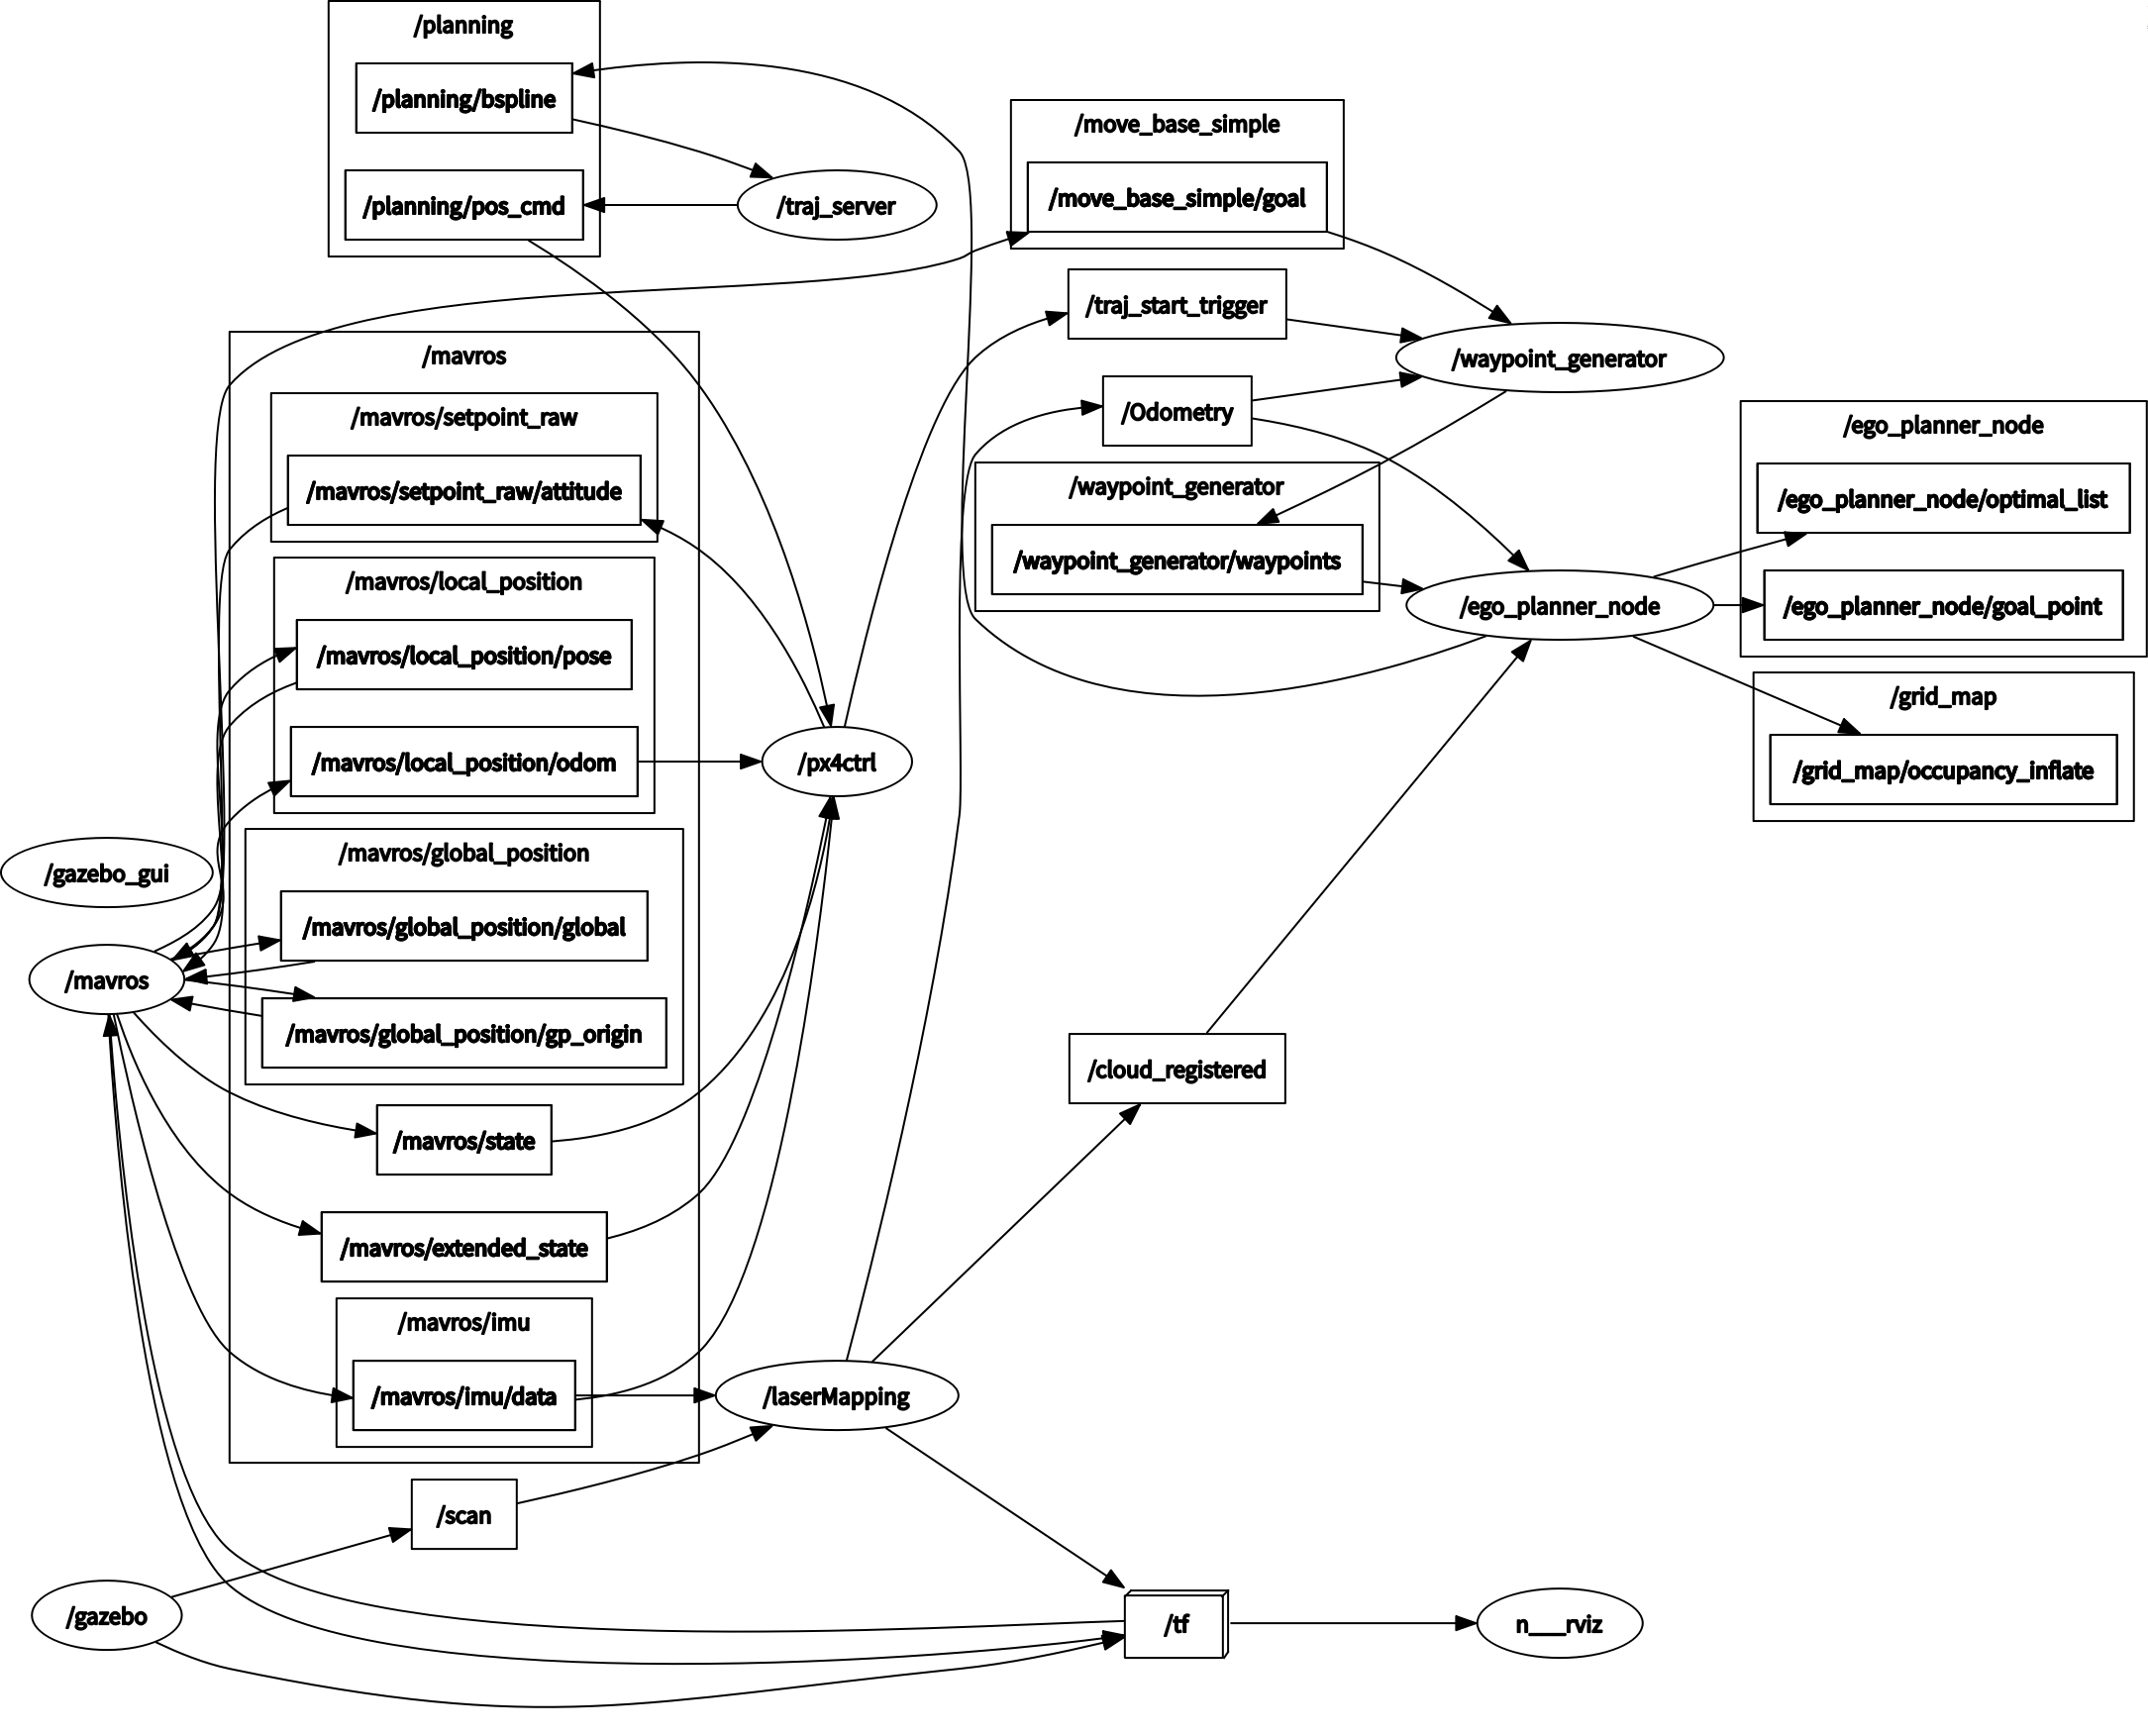 /planning
/planning/bspline
/planning/pos_cmd
/traj_server
/move_base_simple
/move_base_simple/goal
/traj_start_trigger
/waypoint_generator
/Odometry
/mavros
/mavros/setpoint_raw
/mavros/setpoint_raw/attitude
/waypoint_generator
/waypoint_generator/waypoints
/ego_planner_node
/ego_planner_node/optimal_list
/ego_planner_node/goal_point
/ego_planner_node
/mavros/local_position
/mavros/local_position/pose
/mavros/local_position/odom
/px4ctrl
/grid_map
/grid_map/occupancy_inflate
/gazebo_gui
/mavros/global_position
/mavros/global_position/global
/mavros
/mavros/global_position/gp_origin
/cloud_registered
/mavros/state
/mavros/extended_state
/mavros/imu
/mavros/imu/data
/laserMapping
/scan
/gazebo
/tf
n___rviz